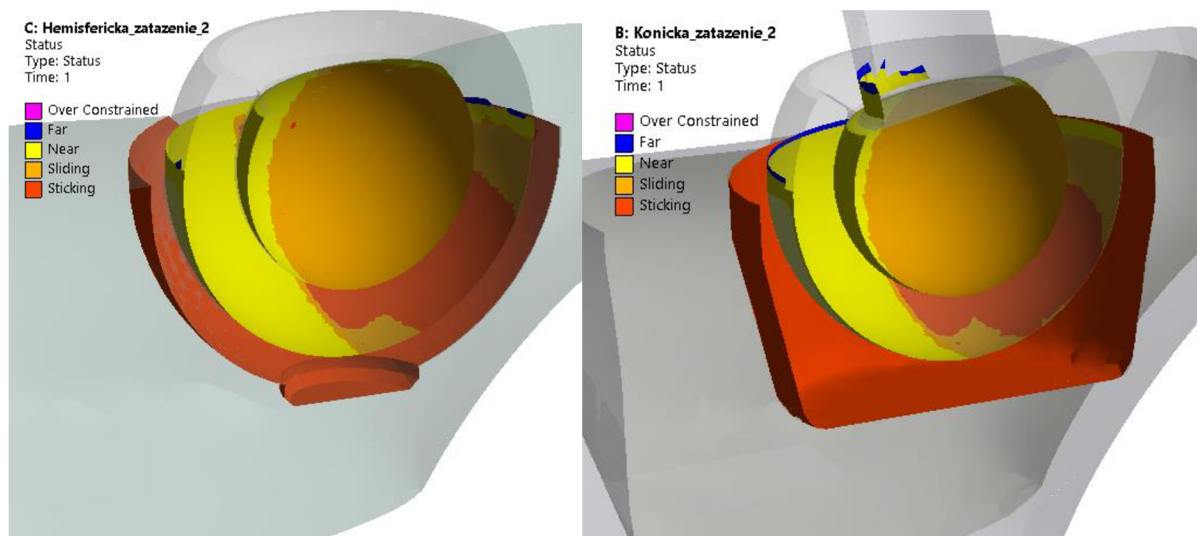 C: Hemisfericka_zatazenie_2
Status
Type: Status
Time: 1
Over Constrained
Far
Near
Sliding
Sticking
B: Konicka_zatazenie_2
Status
Type: Status
Time: 1
Over Constrained
Far
Near
Sliding
Sticking